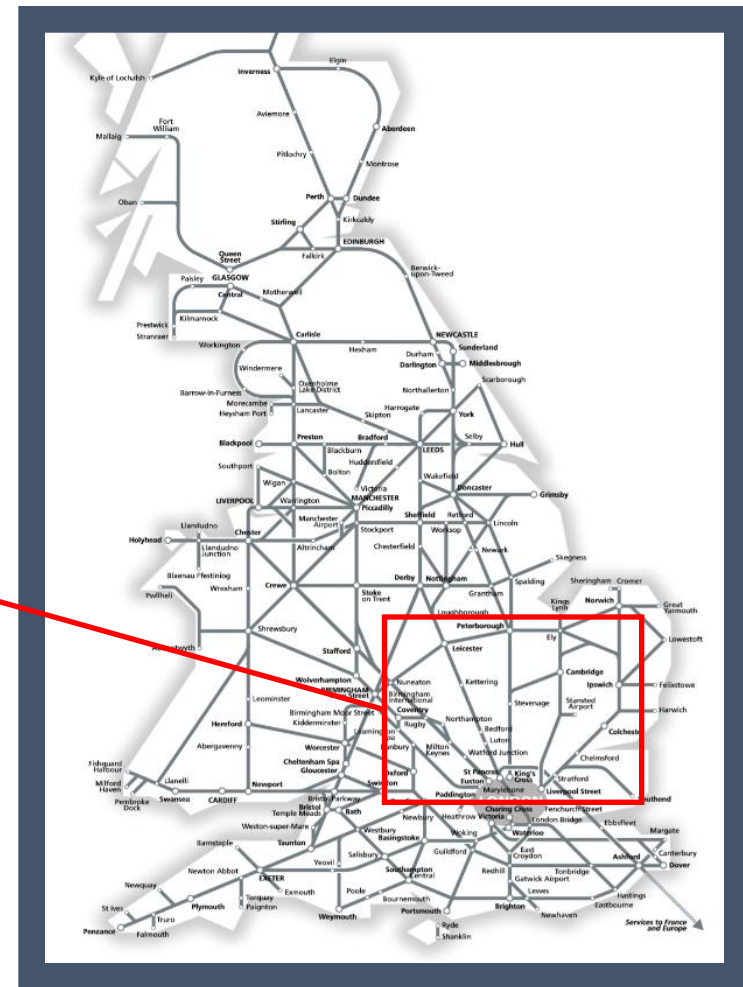 Elgin
Kyle of Lochalsh
Inverness
Aviemore
Fort
William
Aberdeen
Mallaig
Pitlochry
Montrose
Perth
Dundee
Oban
Kirkcaldy
Stirling
EDINBURGH
Queen
Street
Falkirk
Berwick-
upon-Tweed
Paisley
GLASGOW
Central
Motherwell
Kilmarnock
Prestwick
Stranraer
Carlisle
NEWCASTLE
Workington
Hexham
Sunderland
Durham
Darlington
Middlesbrough
Windermere
Oxenholme
Lake District
Scarborough
Barrow-in-Furness
Northallerton
Morecambe
Heysham Port
Lancaster
Harrogate
York
Skipton
Preston
Bradford
Selby
Blackpool
Blackburn
LEEDS
Hull
Southport
Huddersfield
Bolton
Wakefield
Wigan
Victoria
Doncaster
Grimsby
LIVERPOOL
Warrington
MANCHESTER
Piccadilly
Sheffield
Retford
Llandudno
Manchester
Airport
Stockport
Worksop
Lincoln
Holyhead
Chester
Llandudno
Junction
Altrincham
Chesterfield
Newark
Skegness
Blaenau Ffestiniog
Derby
Nottingham
Sheringham
Cromer
Pwllheli
Wrexham
Crewe
Stoke
on Trent
Grantham
Spalding
Kings
Lynn
Norwich
Great
Yarmouth
Loughborough
Peterborough
Shrewsbury
Ely
Lowestoft
Stafford
Leicester
Wolverhampton
Nuneaton
Kettering
Cambridge
Ipswich
Felixstowe
BIRMINGHAM
Street
Birmingham
International
Leominster
Coventry
Stevenage
Stansted
Airport
Harwich
Birmingham Moor Street
Rugby
Northampton
Kidderminster
Hereford
Bedford
Colchester
Worcester
Banbury
Milton
Keynes
Luton
Abergavenny
Watford Junction
Chelmsford
Cheltenham Spa
Gloucester
Oxford
St Pancras
King's
Cross
Stratford
Fishguard
Harbour
Euston
Marylebone
Liverpool Street
Milford
Haven
Llanelli
Newport
Swindon
Paddington
Pembroke
Dock
Swansea
CARDIFF
Bristol Parkway
Charing Cross
Fenchurch Street
Bristol
Temple Meads
Bath
Newbury
Heathrow
Victoria
London Bridge
Ebbsfleet
Weston-super-Mare
Westbury
Basingstoke
Woking
Waterloo
Margate
Barnstaple
Taunton
Salisbury
Guildford
East
Croydon
Canterbury
Newton Abbot
Yeovil
Southampton
Central
Redhill
Tonbridge
Ashford
Dover
Newquay
EXETER
Gatwick Airport
St Ives
Plymouth
Exmouth
Poole
Bournemouth
Lewes
Hastings
Truro
Torquay
Paignton
Portsmouth
Brighton
Eastbourne
Penzance
Falmouth
Weymouth
Newhaven
Ryde
Shanklin
Services to France
and Europe